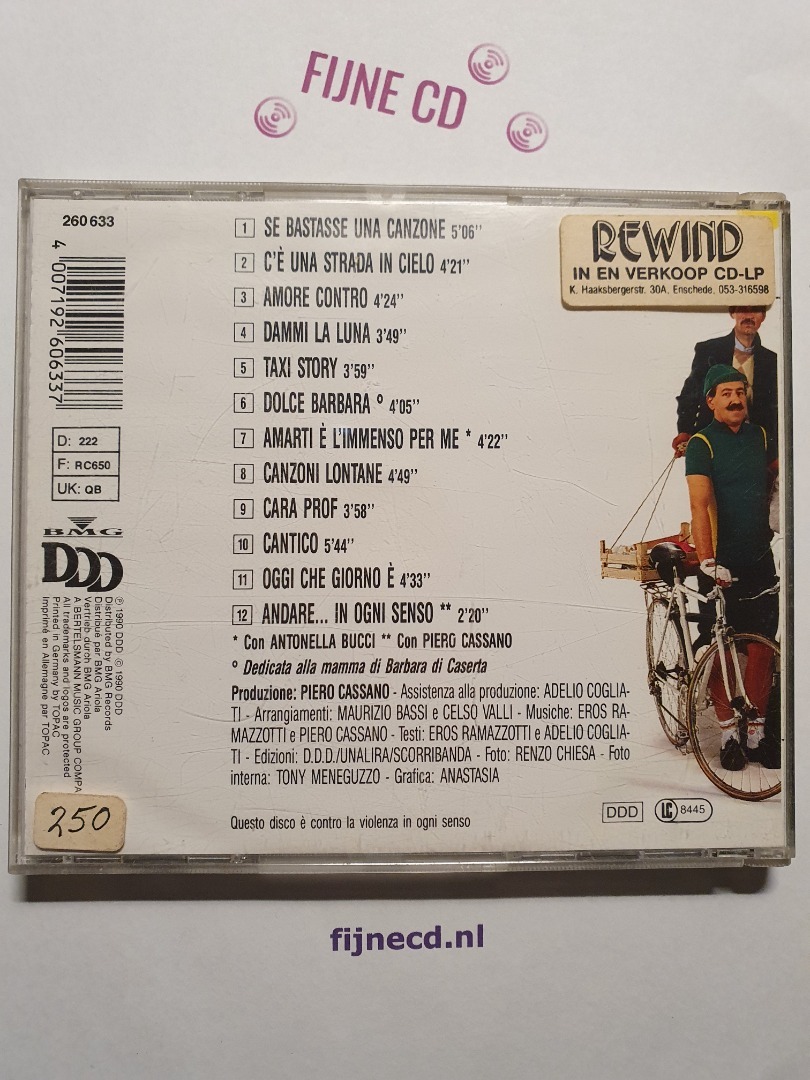 FIJNE CD
260 633
4 007192 606337
D: 222
F: RC650
UK: QB
BMG
DDD
℗ 1990 DDD © 1990 DDD
Distributed by BMG Records
Distribué par BMG Ariola
Vertrieb durch BMG Ariola
A BERTELSMANN MUSIC GROUP COMPA
All trademarks and logos are protected
Printed in Germany by TOPAC
Imprimé en Allemagne par TOPAC
250
1 SE BASTASSE UNA CANZONE 5'06''
2 C'È UNA STRADA IN CIELO 4'21''
3 AMORE CONTRO 4'24''
4 DAMMI LA LUNA 3'49''
5 TAXI STORY 3'59''
6 DOLCE BARBARA ° 4'05''
7 AMARTI È L'IMMENSO PER ME * 4'22''
8 CANZONI LONTANE 4'49''
9 CARA PROF 3'58''
10 CANTICO 5'44''
11 OGGI CHE GIORNO È 4'33''
12 ANDARE... IN OGNI SENSO ** 2'20''
* Con ANTONELLA BUCCI ** Con PIERO CASSANO
° Dedicata alla mamma di Barbara di Caserta
Produzione: PIERO CASSANO - Assistenza alla produzione: ADELIO COGLIA-
TI - Arrangiamenti: MAURIZIO BASSI e CELSO VALLI - Musiche: EROS RA-
MAZZOTTI e PIERO CASSANO - Testi: EROS RAMAZZOTTI e ADELIO COGLIA-
TI - Edizioni: D.D.D./UNALIRA/SCORRIBANDA - Foto: RENZO CHIESA - Foto
interna: TONY MENEGUZZO - Grafica: ANASTASIA
Questo disco è contro la violenza in ogni senso
DDD
LC 8445
REWIND
IN EN VERKOOP CD-LP
K. Haaksbergerstr. 30A, Enschede, 053-316598
fijnecd.nl